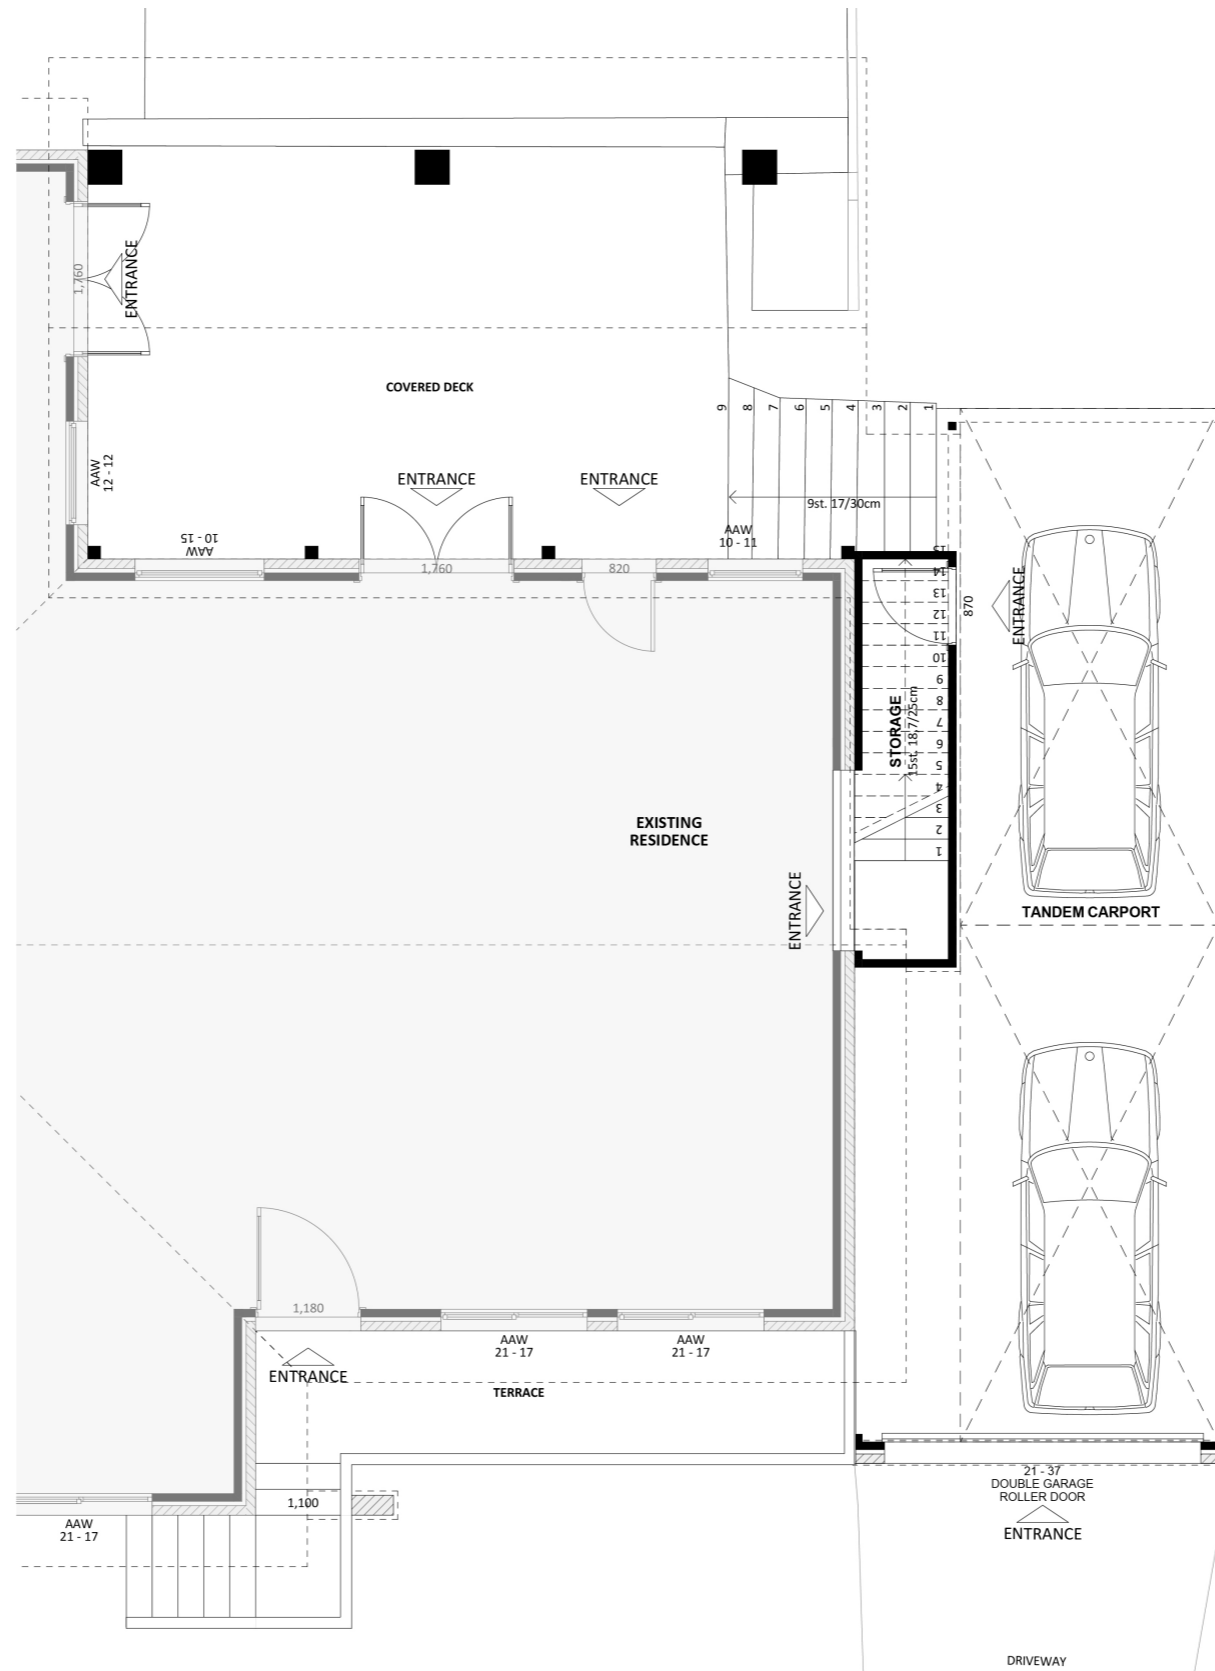 ENTRANCE
1,760
COVERED DECK
9
8
7
6
5
4
3
2
1
AAW
12 - 12
ENTRANCE
ENTRANCE
9st. 17/30cm
AAW
10 - 15
AAW
10 - 11
1,760
820
15
14
13
12
11
10
9
8
7
6
5
4
3
2
1
870
ENTRANCE
STORAGE
15st. 18,7/25cm
EXISTING
RESIDENCE
ENTRANCE
TANDEM CARPORT
1,180
AAW
21 - 17
AAW
21 - 17
ENTRANCE
TERRACE
21 - 37
DOUBLE GARAGE
ROLLER DOOR
ENTRANCE
1,100
AAW
21 - 17
DRIVEWAY